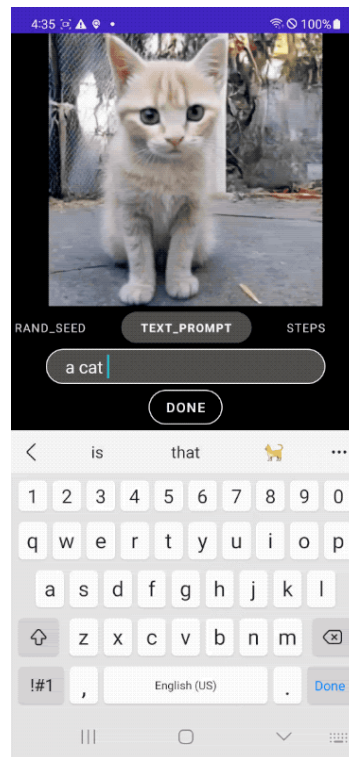 4:35 100%
RAND_SEED TEXT_PROMPT STEPS
a cat
DONE
is that
1 2 3 4 5 6 7 8 9 0
q w e r t y u i o p
a s d f g h j k l
z x c v b n m
!#1 , English (US) . Done